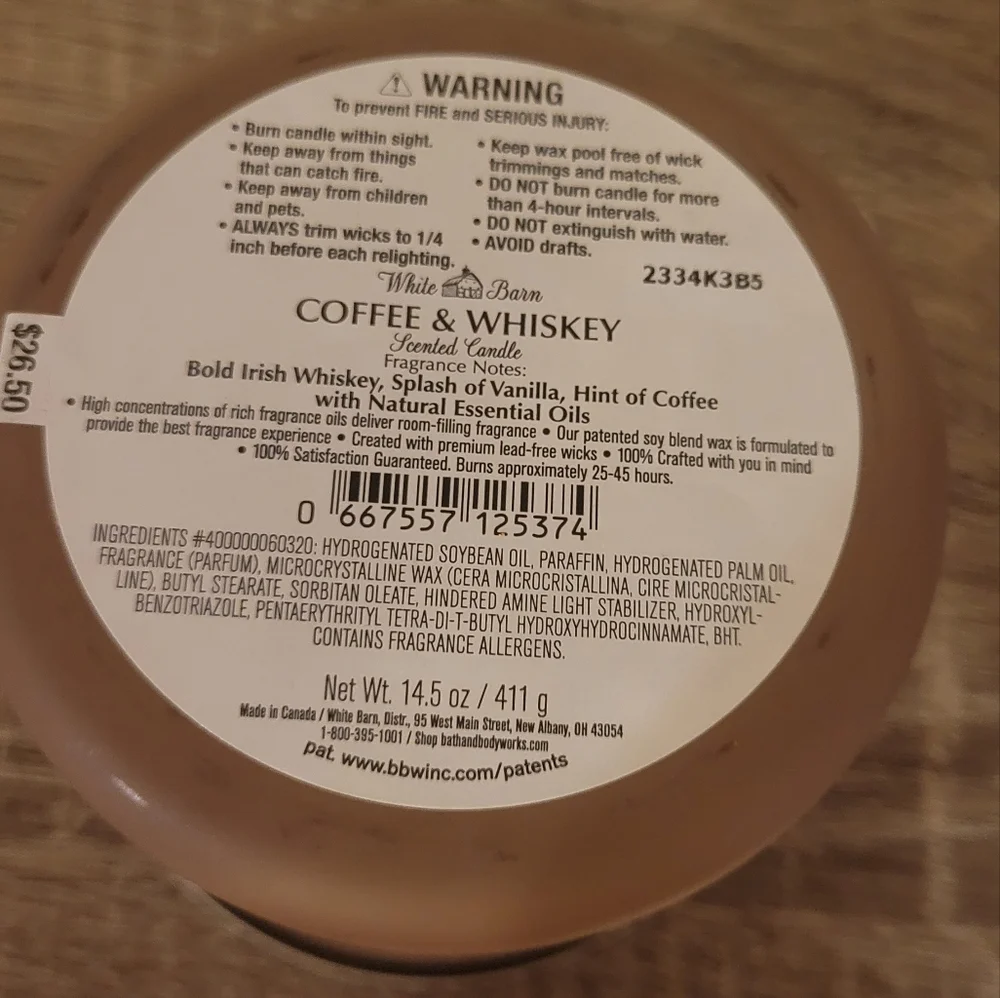 ⚠ WARNING
To prevent FIRE and SERIOUS INJURY:
• Burn candle within sight.
• Keep away from things
that can catch fire.
• Keep away from children
and pets.
• ALWAYS trim wicks to 1/4
inch before each relighting.
• Keep wax pool free of wick
trimmings and matches.
• DO NOT burn candle for more
than 4-hour intervals.
• DO NOT extinguish with water.
• AVOID drafts.
2334K3B5
White Barn
COFFEE & WHISKEY
Scented Candle
Fragrance Notes:
Bold Irish Whiskey, Splash of Vanilla, Hint of Coffee
with Natural Essential Oils
• High concentrations of rich fragrance oils deliver room-filling fragrance • Our patented soy blend wax is formulated to
provide the best fragrance experience • Created with premium lead-free wicks • 100% Crafted with you in mind
• 100% Satisfaction Guaranteed. Burns approximately 25-45 hours.
0 667557 125374
INGREDIENTS #400000060320: HYDROGENATED SOYBEAN OIL, PARAFFIN, HYDROGENATED PALM OIL,
FRAGRANCE (PARFUM), MICROCRYSTALLINE WAX (CERA MICROCRISTALLINA, CIRE MICROCRISTAL-
LINE), BUTYL STEARATE, SORBITAN OLEATE, HINDERED AMINE LIGHT STABILIZER, HYDROXYL-
BENZOTRIAZOLE, PENTAERYTHRITYL TETRA-DI-T-BUTYL HYDROXYHYDROCINNAMATE, BHT.
CONTAINS FRAGRANCE ALLERGENS.
Net Wt. 14.5 oz / 411 g
Made in Canada / White Barn, Distr., 95 West Main Street, New Albany, OH 43054
1-800-395-1001 / Shop bathandbodyworks.com
pat. www.bbwinc.com/patents
$26.50